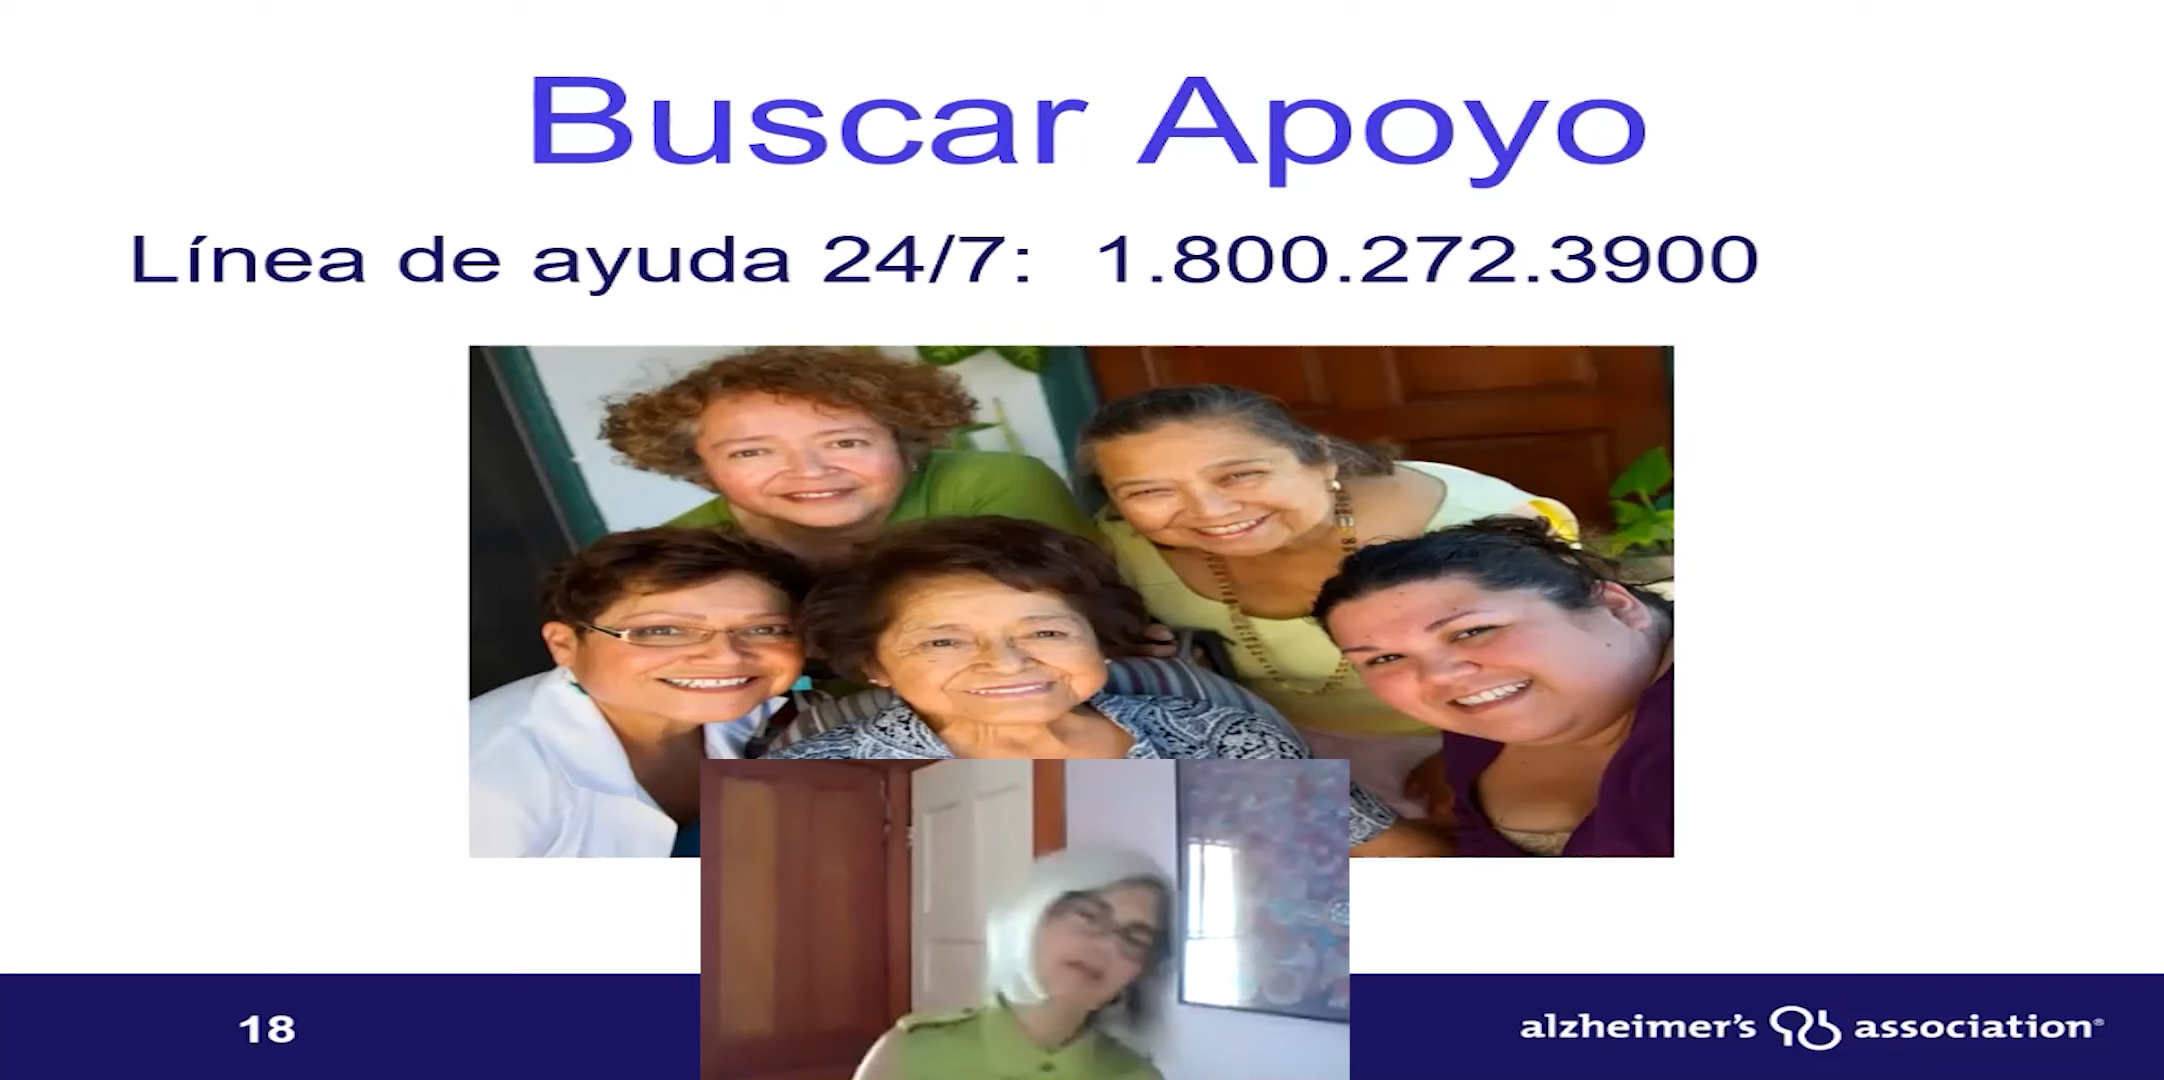 Buscar Apoyo
Línea de ayuda 24/7: 1.800.272.3900
18
alzheimer's association®